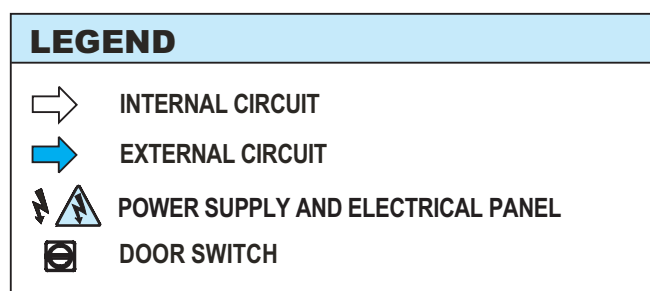 LEGEND
INTERNAL CIRCUIT
EXTERNAL CIRCUIT
POWER SUPPLY AND ELECTRICAL PANEL
DOOR SWITCH